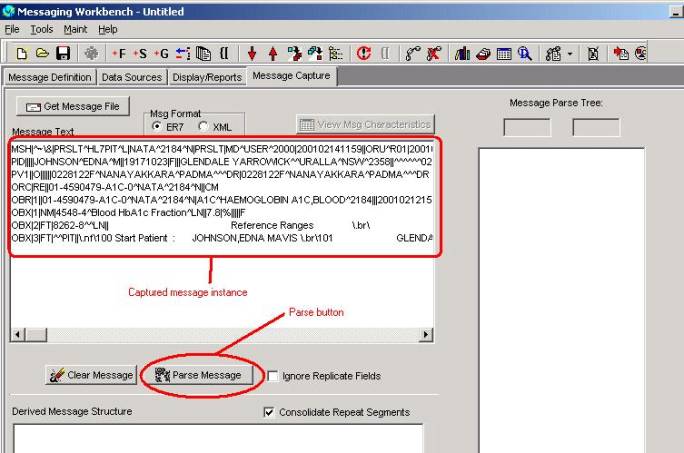 Messaging Workbench - Untitled
File Tools Maint Help
+F +S +G
Message Definition Data Sources Display/Reports Message Capture
Get Message File
Msg Format
ER7 XML
View Msg Characteristics
Message Parse Tree:
Message Text
MSH|^~\&|PRSLT^HL7PIT^L|NATA^2184^N|PRSLT|MD^USER^2000|200102141159||ORU^R01|2001
PID||||JOHNSON^EDNA^M||19171023|F|||GLENDALE YARROWICK^^URALLA^NSW^2358||^^^^^^02
PV1||O|||||0228122F^NANAYAKKARA^PADMA^^^DR|0228122F^NANAYAKKARA^PADMA^^^DR
ORC|RE||01-4590479-A1C-0^NATA^2184^N||CM
OBR|1||01-4590479-A1C-0^NATA^2184^N|A1C^HAEMOGLOBIN A1C,BLOOD^2184|||2001021215
OBX|1|NM|4548-4^Blood HbA1c Fraction^LN||7.8|%|||||F
OBX|2|FT|8262-8^^LN|| Reference Ranges \.br\
OBX|3|FT|^^PIT||\.nf\100 Start Patient : JOHNSON,EDNA MAVIS \.br\101 GLENDA
Captured message instance
Parse button
Clear Message Parse Message Ignore Replicate Fields
Derived Message Structure Consolidate Repeat Segments